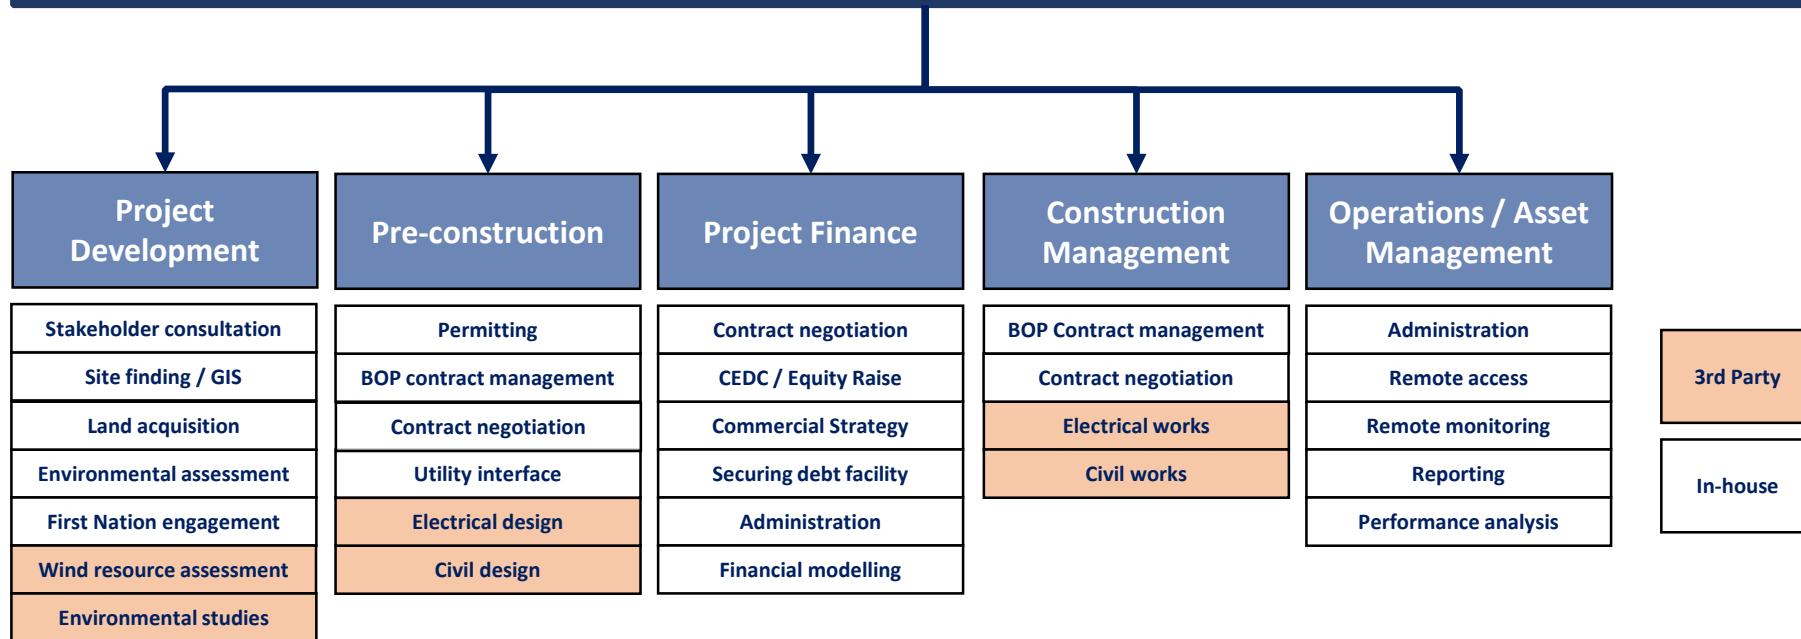 Project
Development
Pre-construction
Project Finance
Construction
Management
Operations / Asset
Management
Stakeholder consultation
Site finding / GIS
Land acquisition
Environmental assessment
First Nation engagement
Wind resource assessment
Environmental studies
Permitting
BOP contract management
Contract negotiation
Utility interface
Electrical design
Civil design
Contract negotiation
CEDC / Equity Raise
Commercial Strategy
Securing debt facility
Administration
Financial modelling
BOP Contract management
Contract negotiation
Electrical works
Civil works
Administration
Remote access
Remote monitoring
Reporting
Performance analysis
3rd Party
In-house